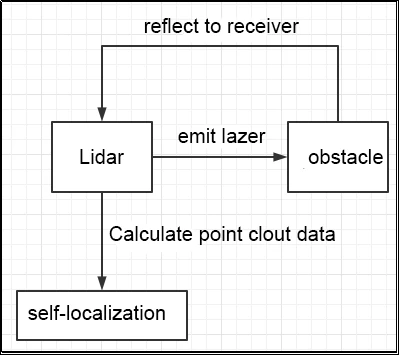 reflect to receiver
emit lazer
Lidar
obstacle
Calculate point clout data
self-localization